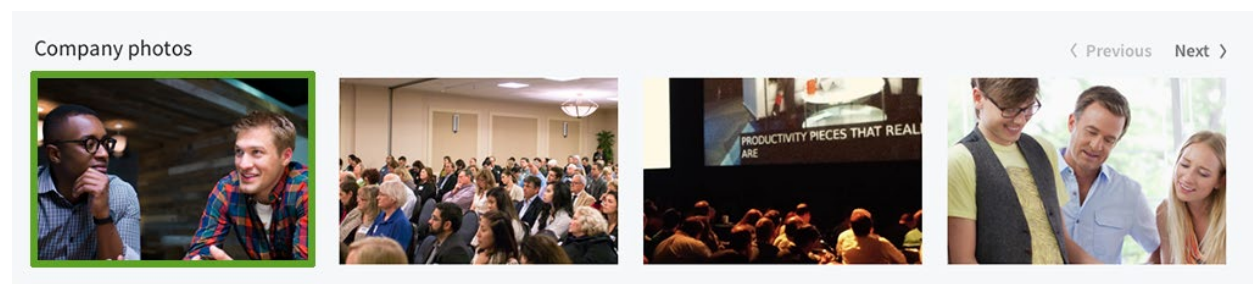 Company photos
Previous
Next
PRODUCTIVITY PIECES THAT REALL
ARE